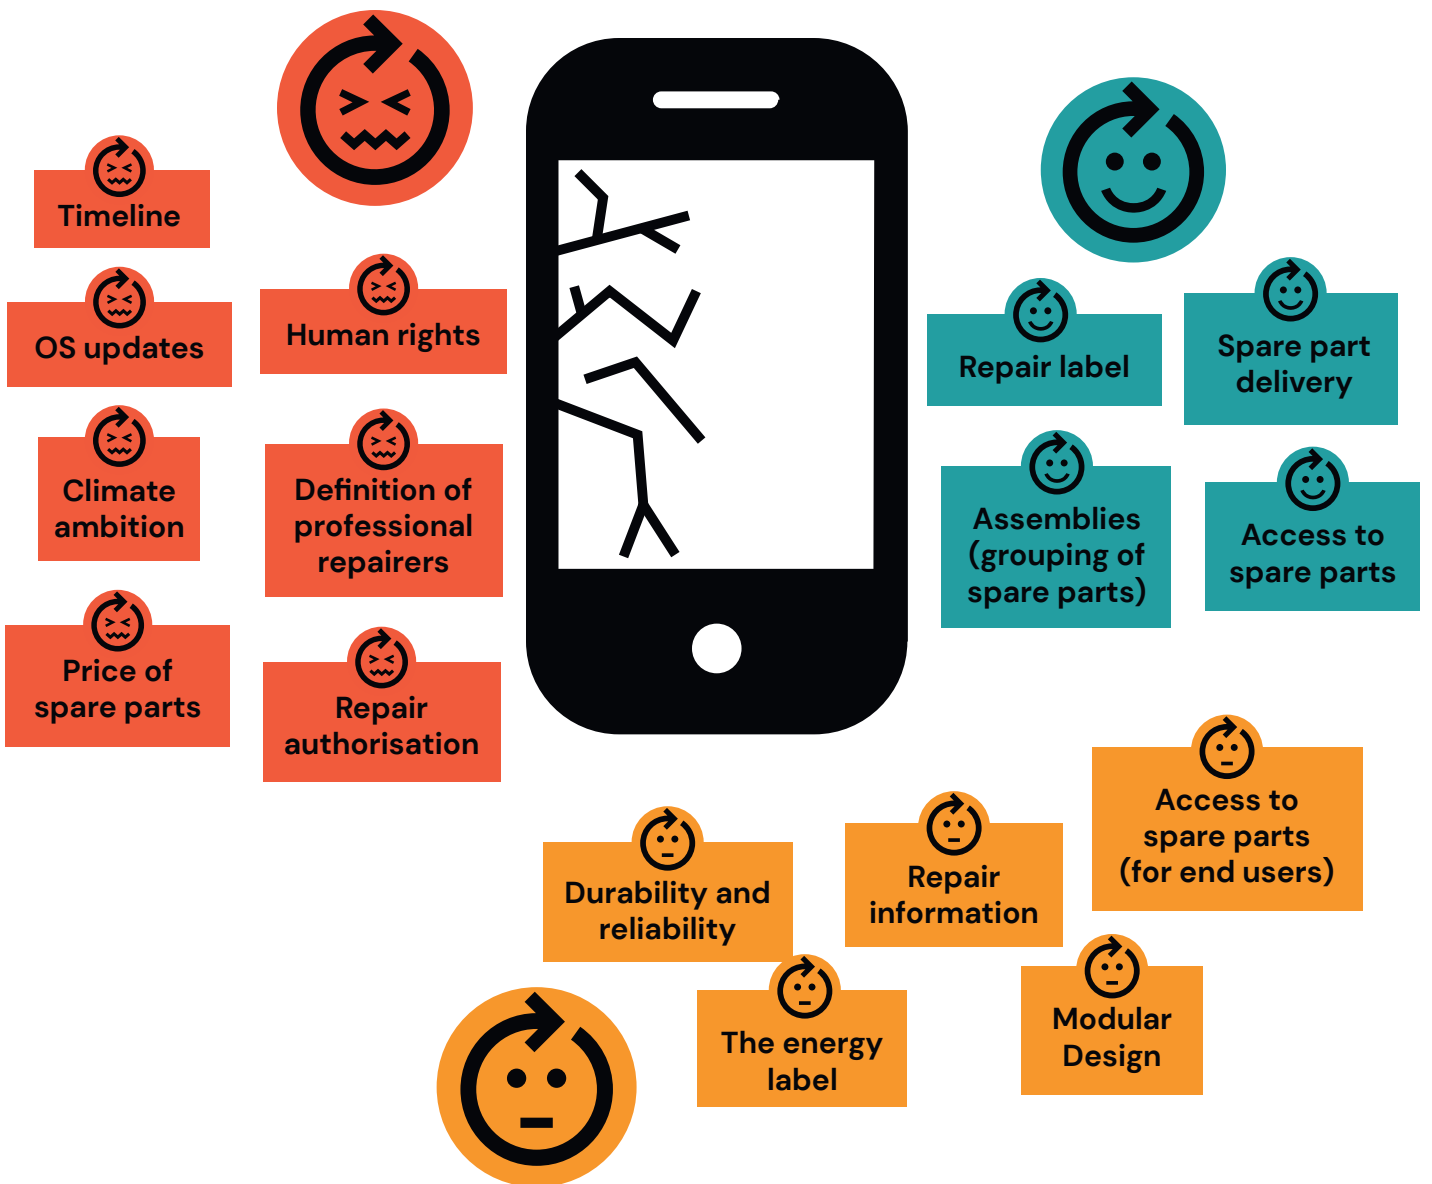 Timeline
OS updates
Human rights
Climate
ambition
Definition of
professional
repairers
Price of
spare parts
Repair
authorisation
Repair label
Spare part
delivery
Assemblies
(grouping of
spare parts)
Access to
spare parts
Durability and
reliability
Repair
information
Access to
spare parts
(for end users)
The energy
label
Modular
Design